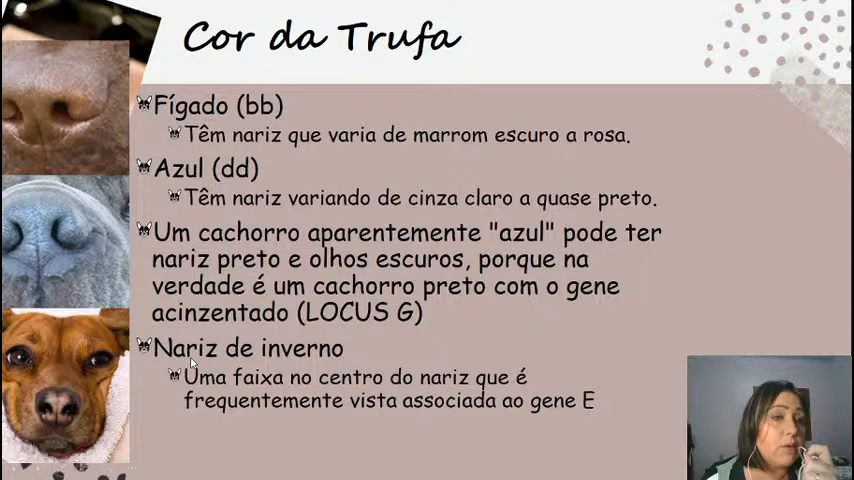 Cor da Trufa
Fígado (bb)
Têm nariz que varia de marrom escuro a rosa.
Azul (dd)
Têm nariz variando de cinza claro a quase preto.
Um cachorro aparentemente "azul" pode ter
nariz preto e olhos escuros, porque na
verdade é um cachorro preto com o gene
acinzentado (LOCUS G)
Nariz de inverno
Uma faixa no centro do nariz que é
frequentemente vista associada ao gene E